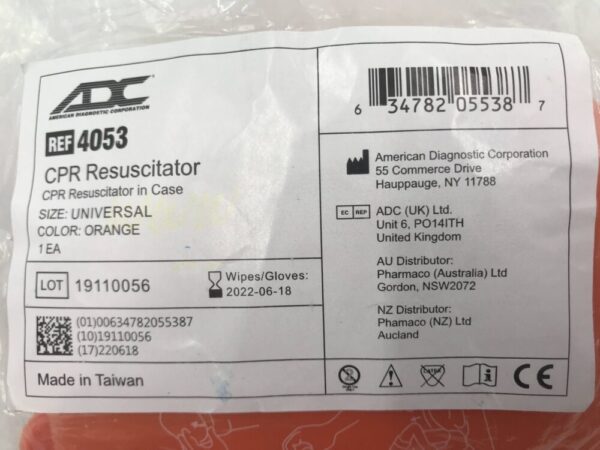 ADC
AMERICAN DIAGNOSTIC CORPORATION
REF 4053
CPR Resuscitator
CPR Resuscitator in Case
SIZE: UNIVERSAL
COLOR: ORANGE
1 EA
LOT 19110056
Wipes/Gloves:
2022-06-18
(01)00634782055387
(10)19110056
(17)220618
Made in Taiwan
6 34782 05538 7
American Diagnostic Corporation
55 Commerce Drive
Hauppauge, NY 11788
EC REP ADC (UK) Ltd.
Unit 6, PO14ITH
United Kingdom
AU Distributor:
Pharmaco (Australia) Ltd
Gordon, NSW2072
NZ Distributor:
Phamaco (NZ) Ltd
Aucland
LATEX
CE